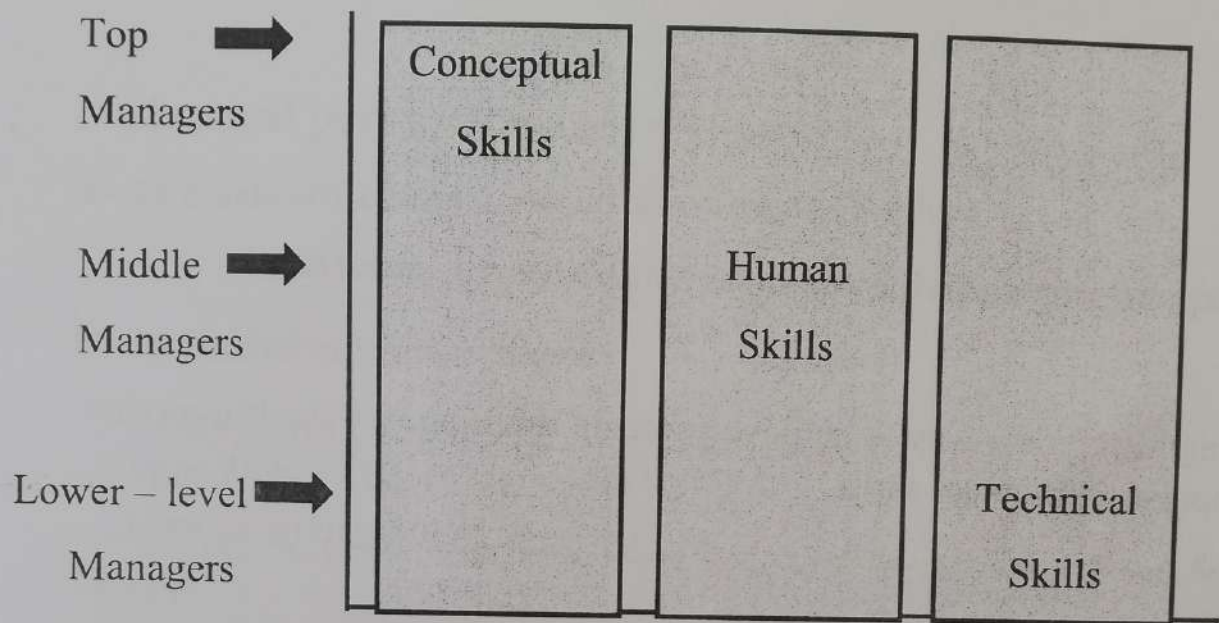 Top
Managers
Conceptual
Skills
Middle
Managers
Human
Skills
Lower – level
Managers
Technical
Skills